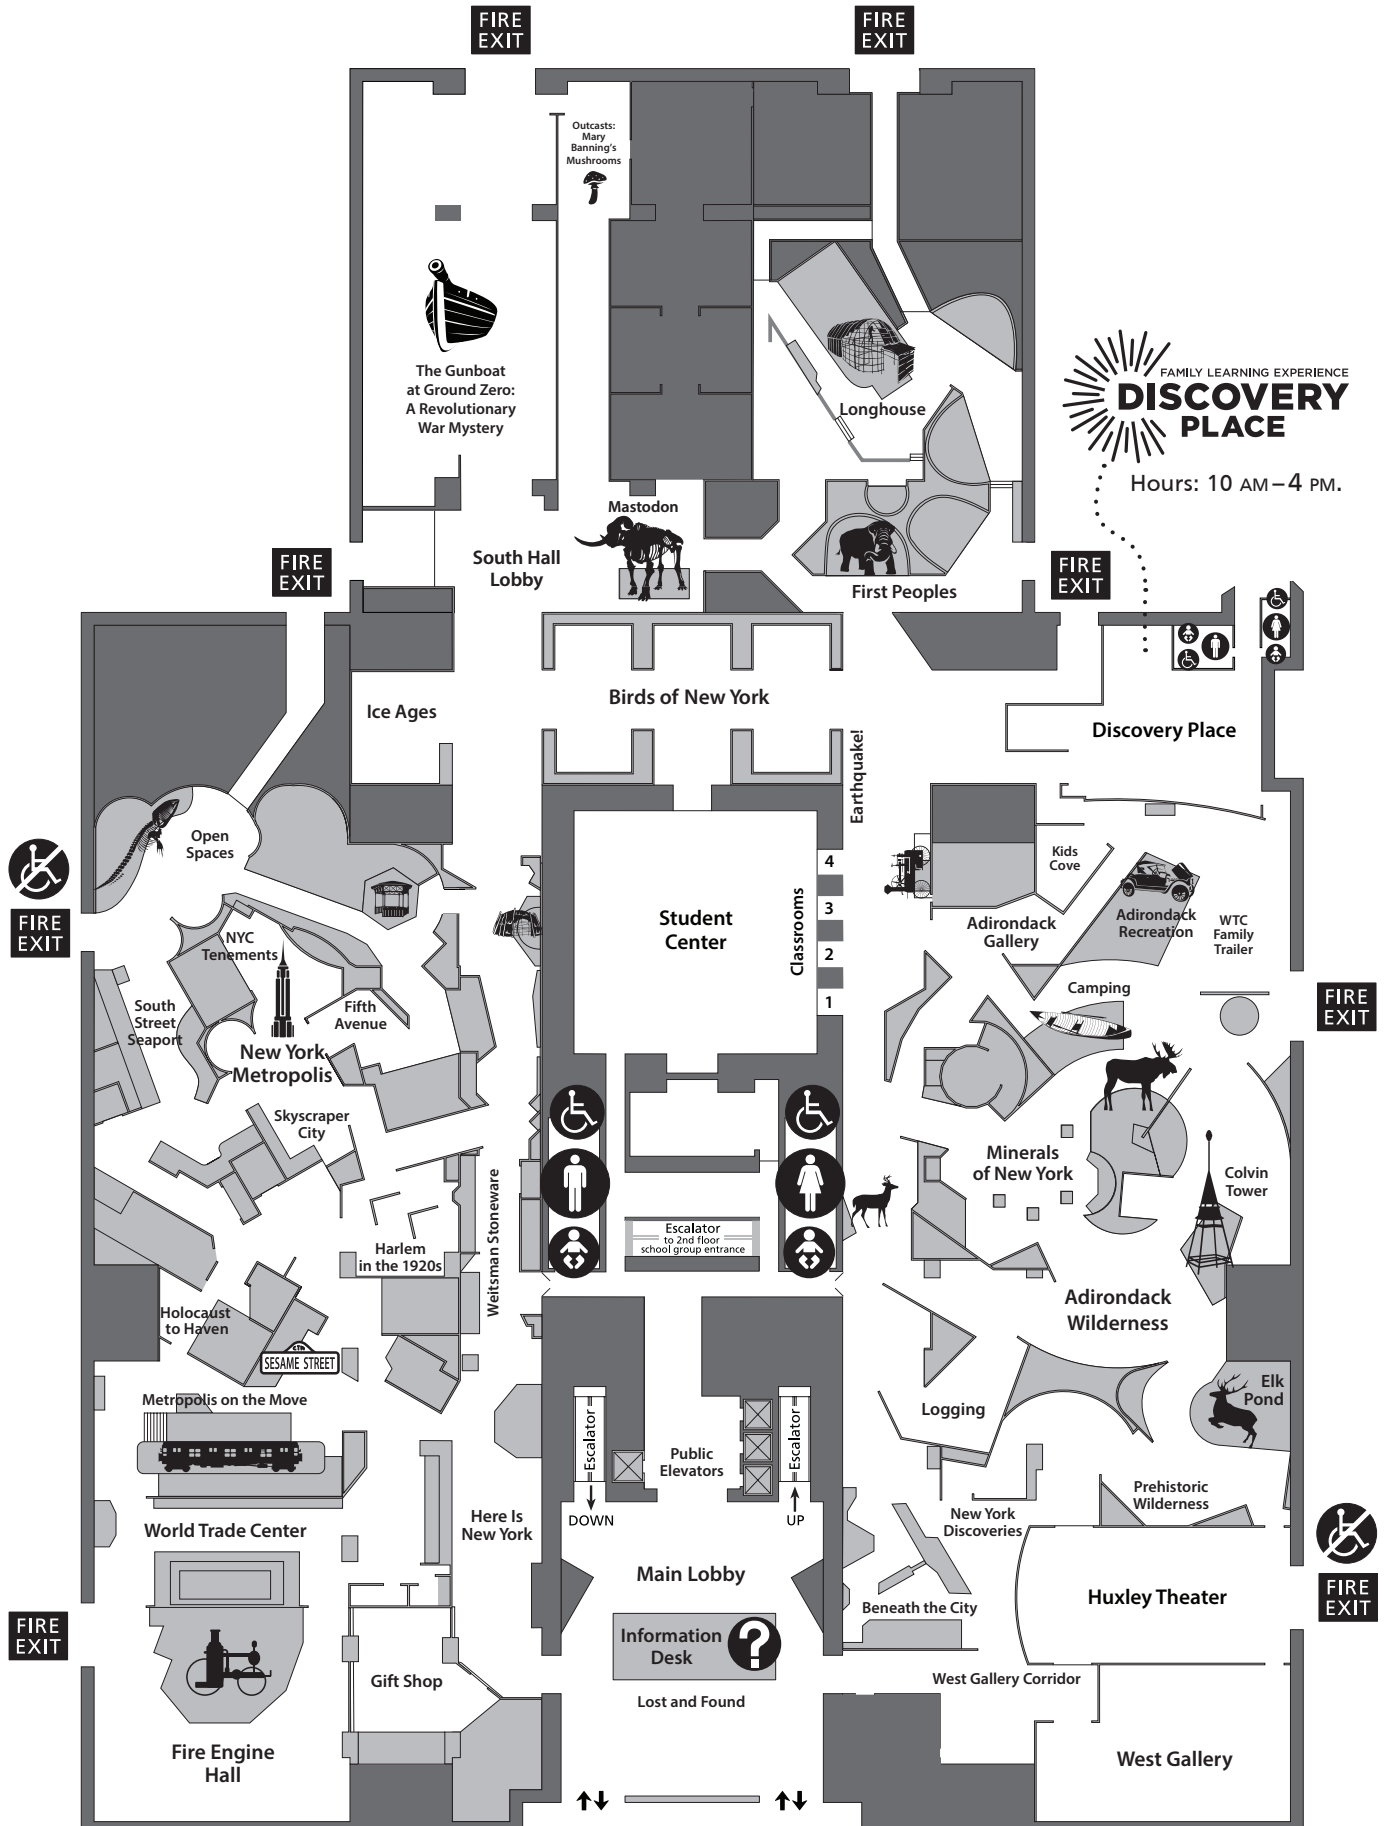 FIRE
EXIT
FIRE
EXIT
Outcasts:
Mary
Banning's
Mushrooms
The Gunboat
at Ground Zero:
A Revolutionary
War Mystery
Longhouse
FAMILY LEARNING EXPERIENCE
DISCOVERY
PLACE
Hours: 10 AM–4 PM.
Mastodon
South Hall
Lobby
First Peoples
FIRE
EXIT
FIRE
EXIT
Ice Ages
Birds of New York
Discovery Place
Earthquake!
Open
Spaces
Kids
Cove
4
3
2
1
Classrooms
Student
Center
Adirondack
Gallery
Adirondack
Recreation
WTC
Family
Trailer
FIRE
EXIT
NYC
Tenements
South
Street
Seaport
Fifth
Avenue
New York
Metropolis
Camping
FIRE
EXIT
Skyscraper
City
Minerals
of New York
Colvin
Tower
Weitsman Stoneware
Harlem
in the 1920s
Escalator
to 2nd floor
school group entrance
Adirondack
Wilderness
Holocaust
to Haven
SESAME STREET
Metropolis on the Move
Elk
Pond
Logging
Escalator
DOWN
Public
Elevators
Escalator
UP
Prehistoric
Wilderness
World Trade Center
Here Is
New York
New York
Discoveries
Main Lobby
Huxley Theater
Beneath the City
FIRE
EXIT
FIRE
EXIT
Information
Desk
?
Gift Shop
Lost and Found
West Gallery Corridor
Fire Engine
Hall
West Gallery